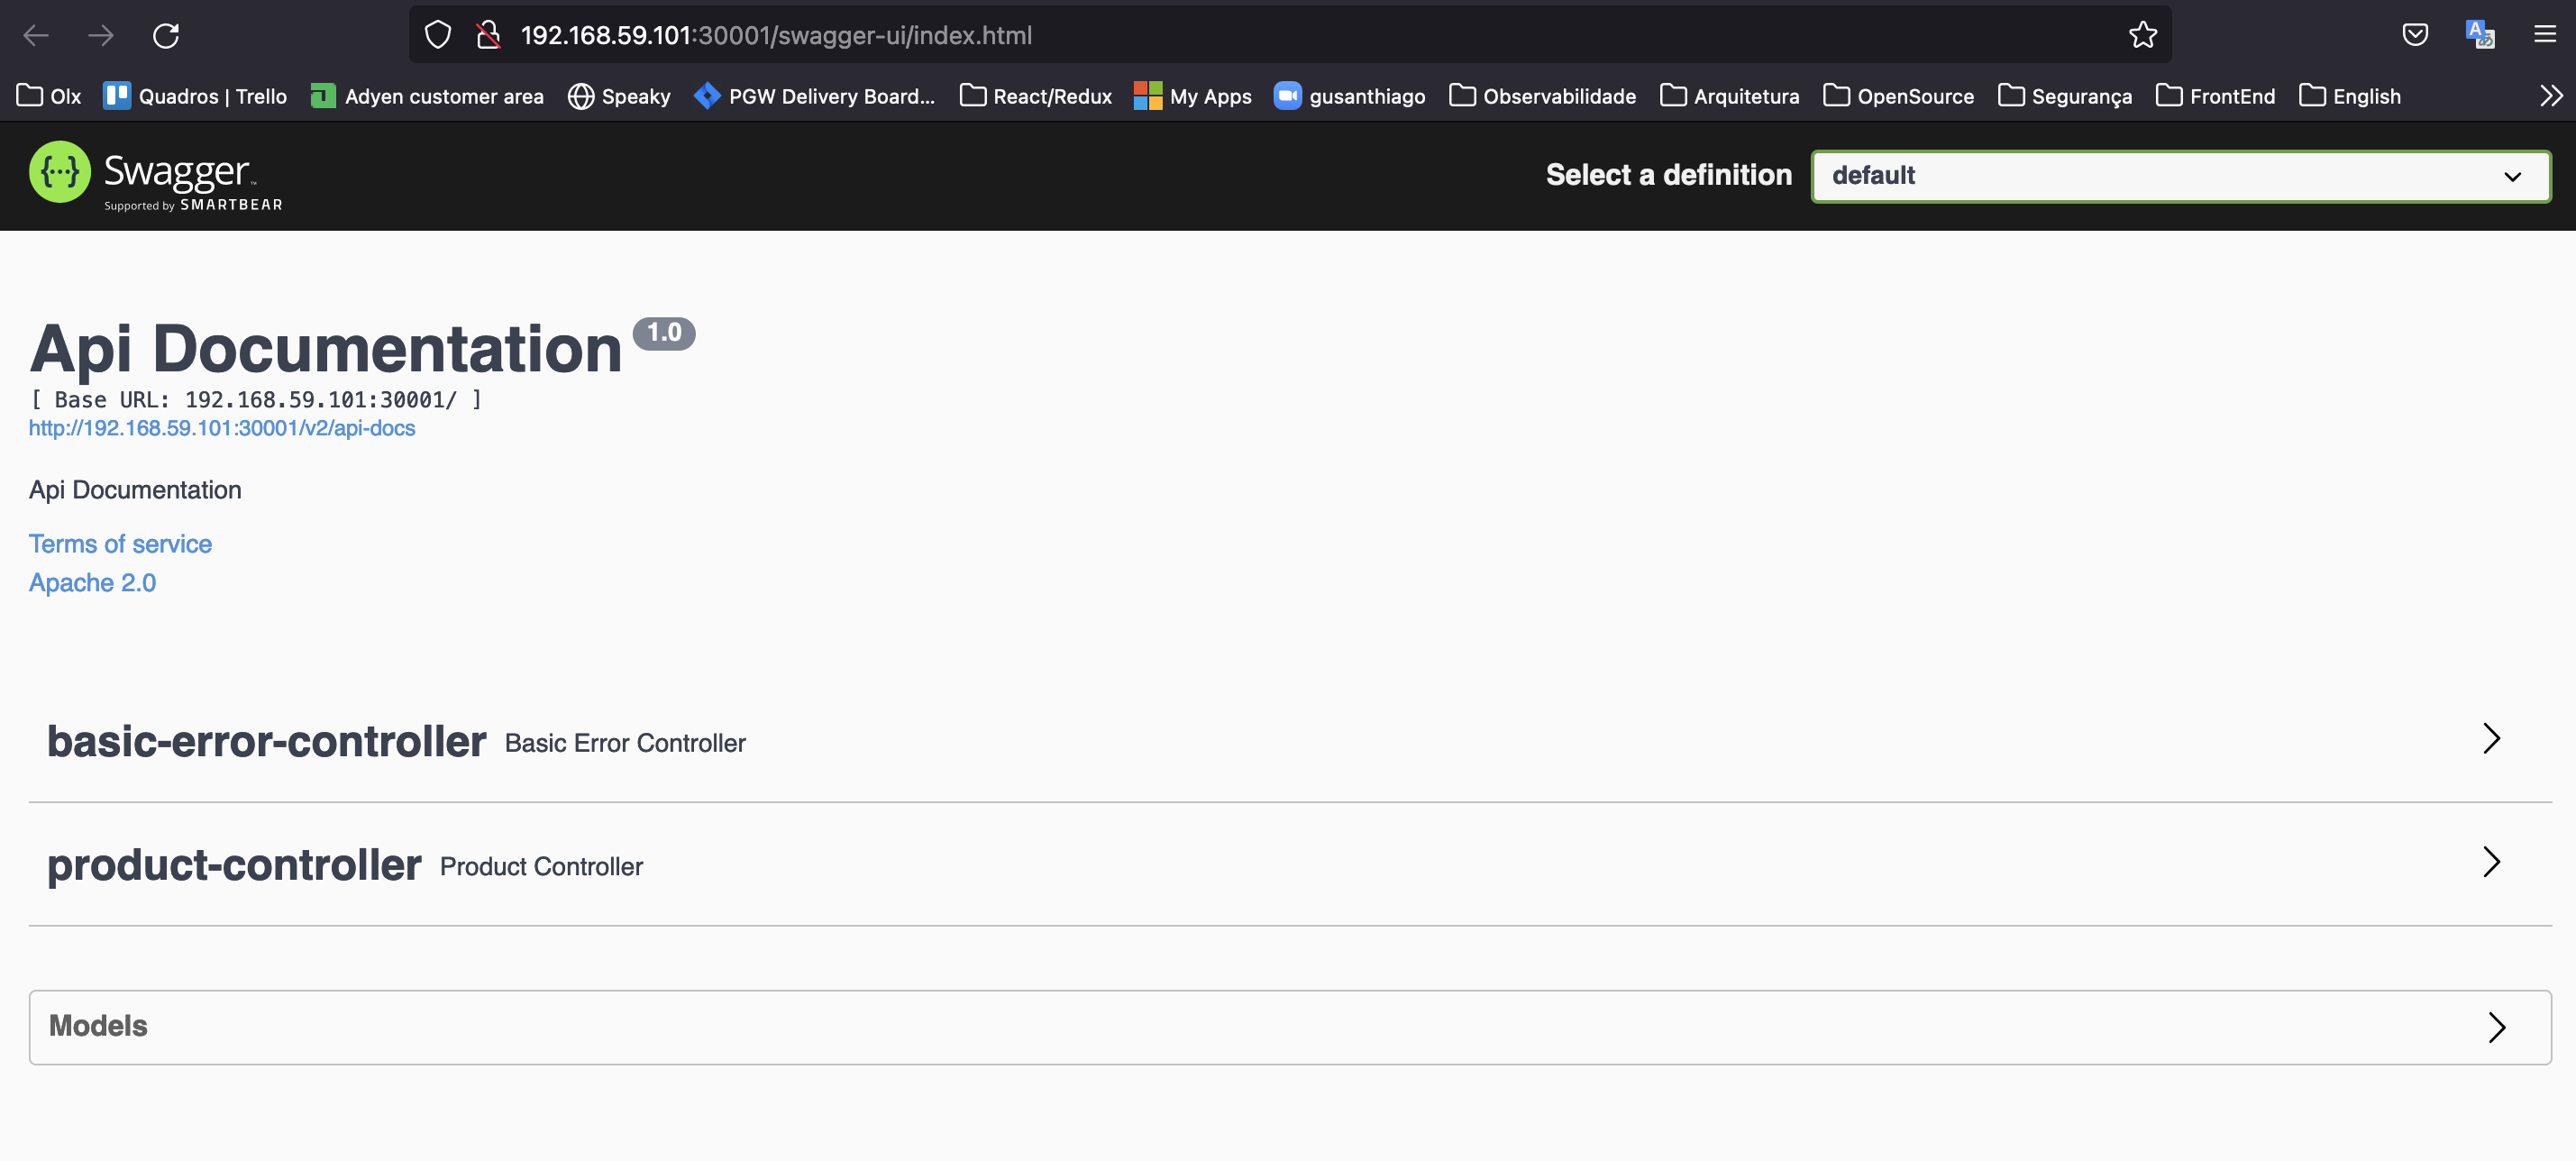 192.168.59.101:30001/swagger-ui/index.html
Olx Quadros | Trello Adyen customer area Speaky PGW Delivery Board... React/Redux My Apps gusanthiago Observabilidade Arquitetura OpenSource Segurança FrontEnd English
Swagger™
Supported by SMARTBEAR
Select a definition default
Api Documentation 1.0
[ Base URL: 192.168.59.101:30001/ ]
http://192.168.59.101:30001/v2/api-docs
Api Documentation
Terms of service
Apache 2.0
basic-error-controller Basic Error Controller
product-controller Product Controller
Models